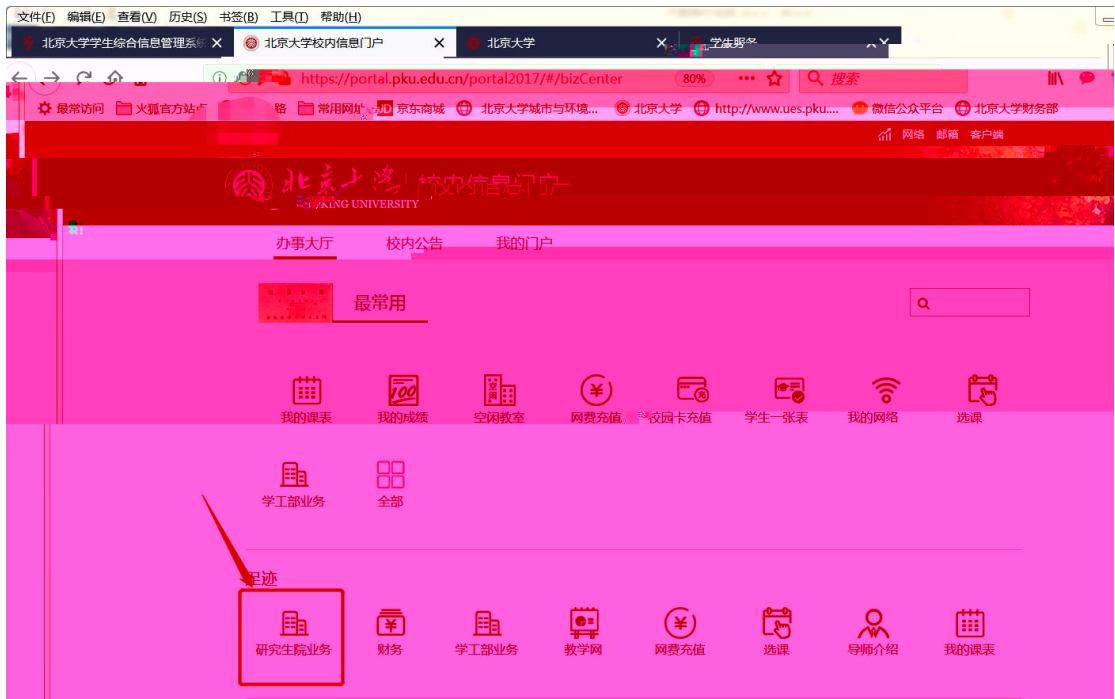 文件(F) 编辑(E) 查看(V) 历史(S) 书签(B) 工具(T) 帮助(H)
北京大学学生综合信息管理系统 北京大学校内信息门户 北京大学 学生服务
https://portal.pku.edu.cn/portal2017/#/bizCenter 80% 搜索
最常访问 火狐官方站点 常用网址 京东商城 北京大学城市与环境... 北京大学 http://www.ues.pku.... 微信公众平台 北京大学财务部
网络 邮箱 客户端
北京大学 校内信息门户
PEKING UNIVERSITY
办事大厅 校内公告 我的门户
最常用
我的课表 我的成绩 空闲教室 网费充值 校园卡充值 学生一张表 我的网络 选课
学工部业务 全部
足迹
研究生院业务 财务 学工部业务 教学网 网费充值 选课 导师介绍 我的课表